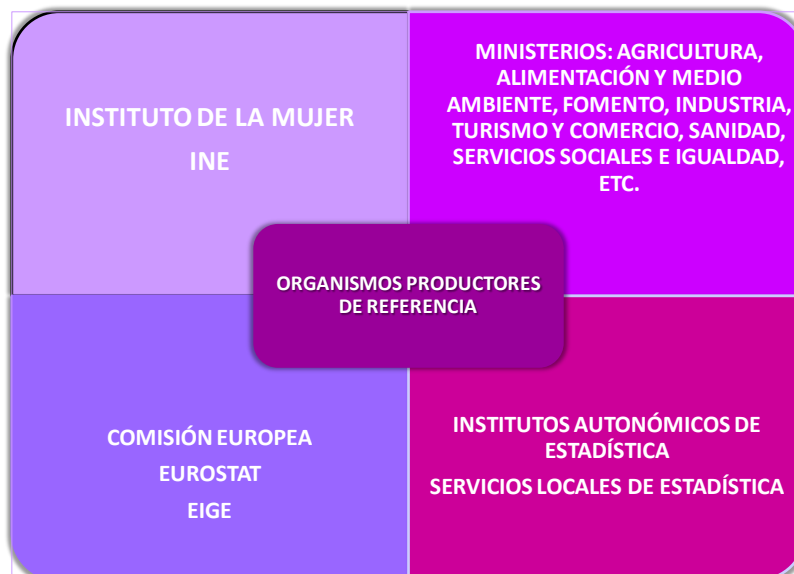 INSTITUTO DE LA MUJER
INE
MINISTERIOS: AGRICULTURA,
ALIMENTACIÓN Y MEDIO
AMBIENTE, FOMENTO, INDUSTRIA,
TURISMO Y COMERCIO, SANIDAD,
SERVICIOS SOCIALES E IGUALDAD,
ETC.
ORGANISMOS PRODUCTORES
DE REFERENCIA
COMISIÓN EUROPEA
EUROSTAT
EIGE
INSTITUTOS AUTONÓMICOS DE
ESTADÍSTICA
SERVICIOS LOCALES DE ESTADÍSTICA